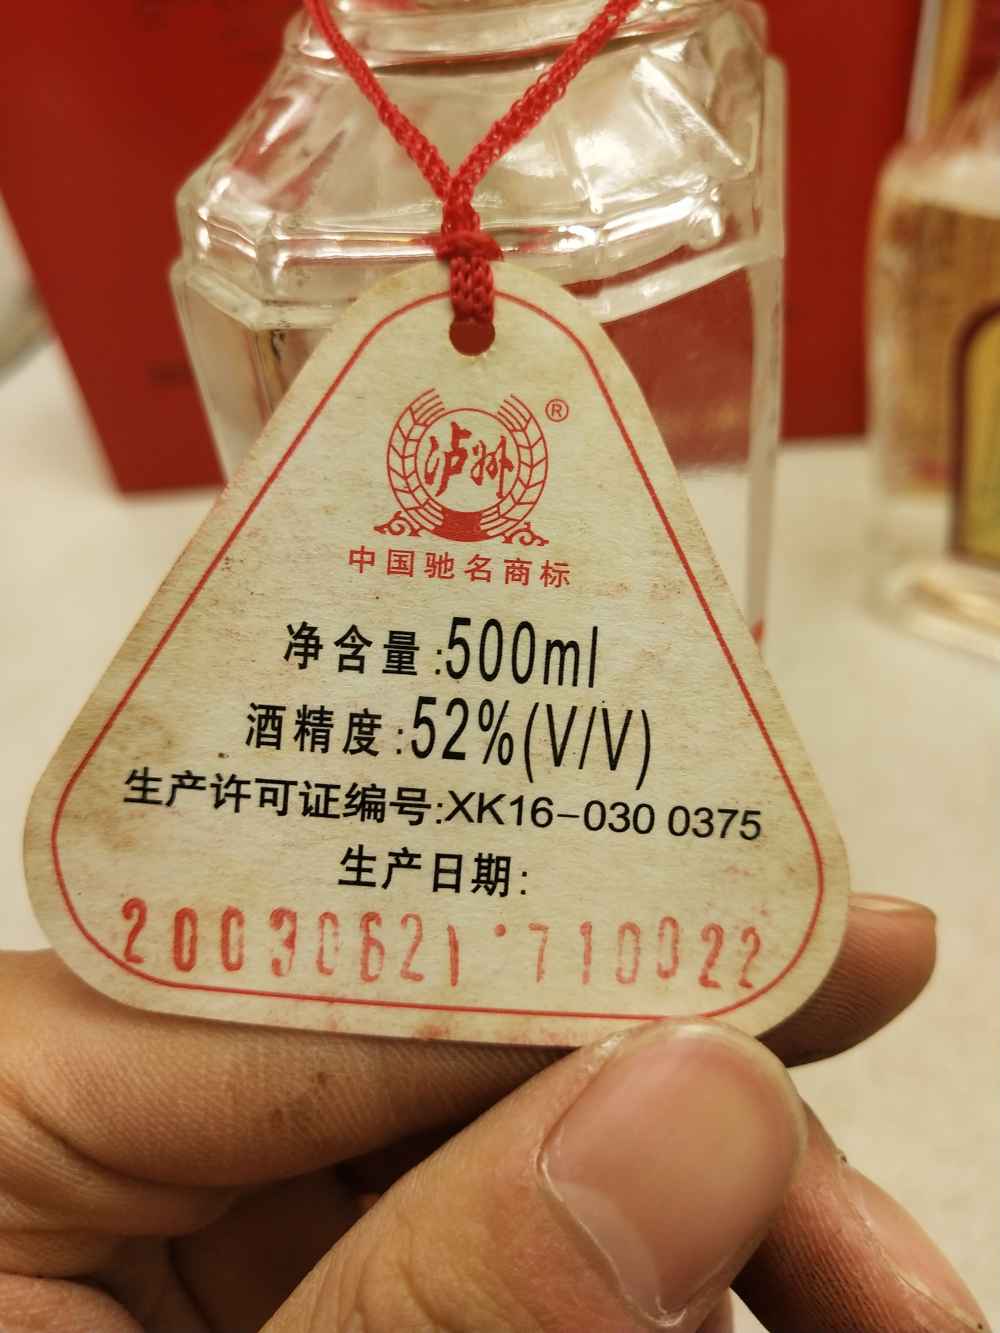 泸州
®
中国驰名商标
净含量:500ml
酒精度:52%(V/V)
生产许可证编号:XK16-030 0375
生产日期:
20030621·710022